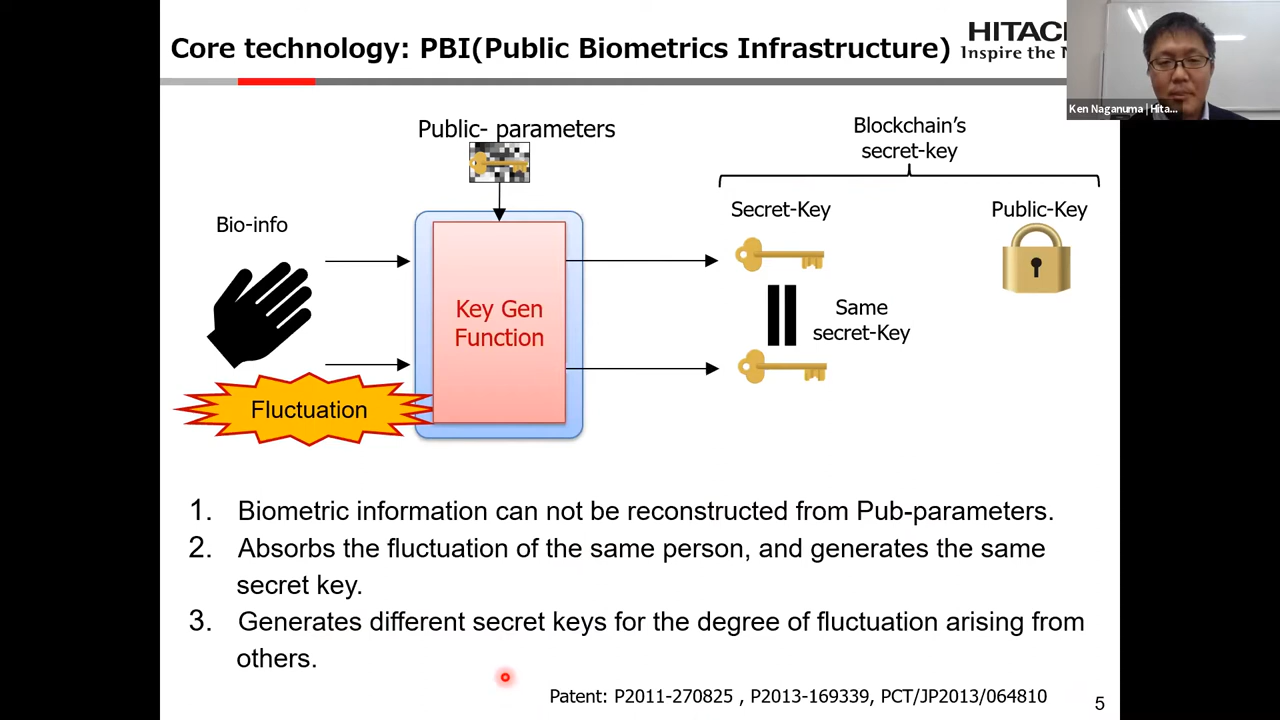 Core technology: PBI(Public Biometrics Infrastructure)
HITACH
Inspire the N
Ken Naganuma | Hita...
Public- parameters
Blockchain's
secret-key
Bio-info
Secret-Key
Public-Key
Key Gen
Function
Same
secret-Key
Fluctuation
1. Biometric information can not be reconstructed from Pub-parameters.
2. Absorbs the fluctuation of the same person, and generates the same
secret key.
3. Generates different secret keys for the degree of fluctuation arising from
others.
Patent: P2011-270825 , P2013-169339, PCT/JP2013/064810
5